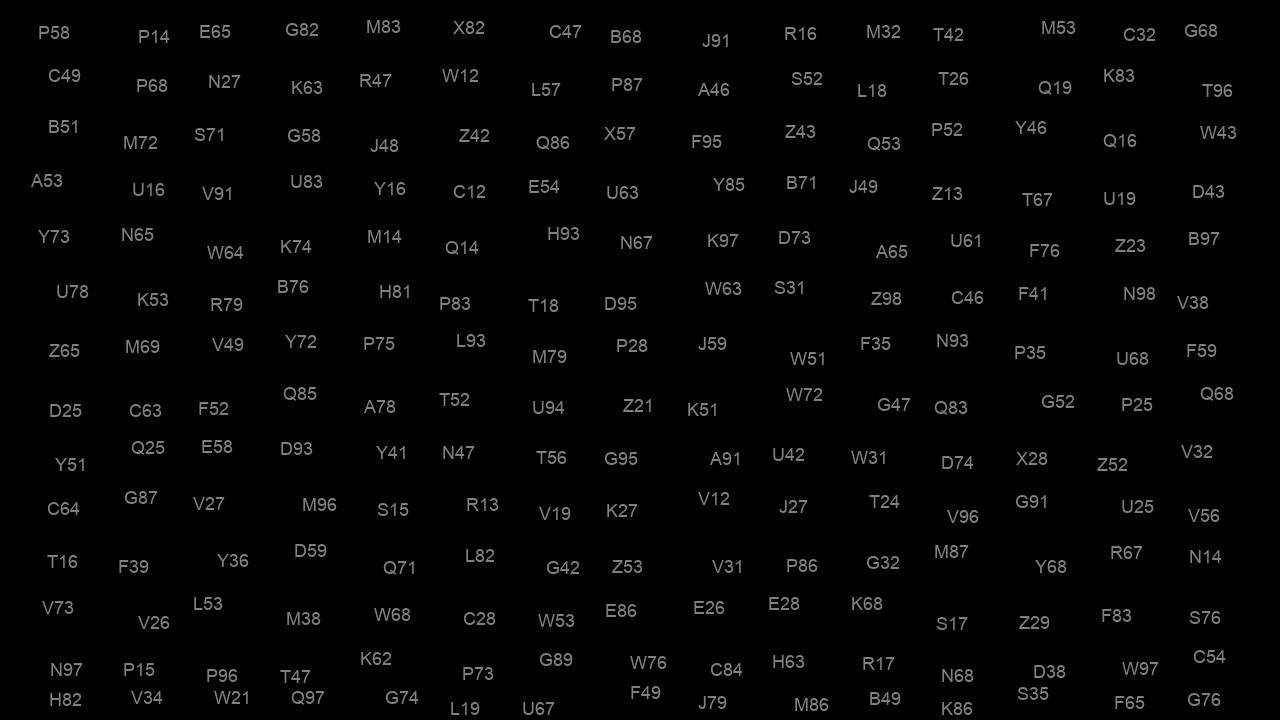 P58 P14 E65 G82 M83 X82 C47 B68 J91 R16 M32 T42 M53 C32 G68
C49 P68 N27 K63 R47 W12 L57 P87 A46 S52 L18 T26 Q19 K83 T96
B51 M72 S71 G58 J48 Z42 Q86 X57 F95 Z43 Q53 P52 Y46 Q16 W43
A53 U16 V91 U83 Y16 C12 E54 U63 Y85 B71 J49 Z13 T67 U19 D43
Y73 N65 W64 K74 M14 Q14 H93 N67 K97 D73 A65 U61 F76 Z23 B97
U78 K53 R79 B76 H81 P83 T18 D95 W63 S31 Z98 C46 F41 N98 V38
Z65 M69 V49 Y72 P75 L93 M79 P28 J59 W51 F35 N93 P35 U68 F59
D25 C63 F52 Q85 A78 T52 U94 Z21 K51 W72 G47 Q83 G52 P25 Q68
Y51 Q25 E58 D93 Y41 N47 T56 G95 A91 U42 W31 D74 X28 Z52 V32
C64 G87 V27 M96 S15 R13 V19 K27 V12 J27 T24 V96 G91 U25 V56
T16 F39 Y36 D59 Q71 L82 G42 Z53 V31 P86 G32 M87 Y68 R67 N14
V73 V26 L53 M38 W68 C28 W53 E86 E26 E28 K68 S17 Z29 F83 S76
N97 P15 P96 T47 K62 P73 G89 W76 C84 H63 R17 N68 D38 W97 C54
H82 V34 W21 Q97 G74 L19 U67 F49 J79 M86 B49 K86 S35 F65 G76